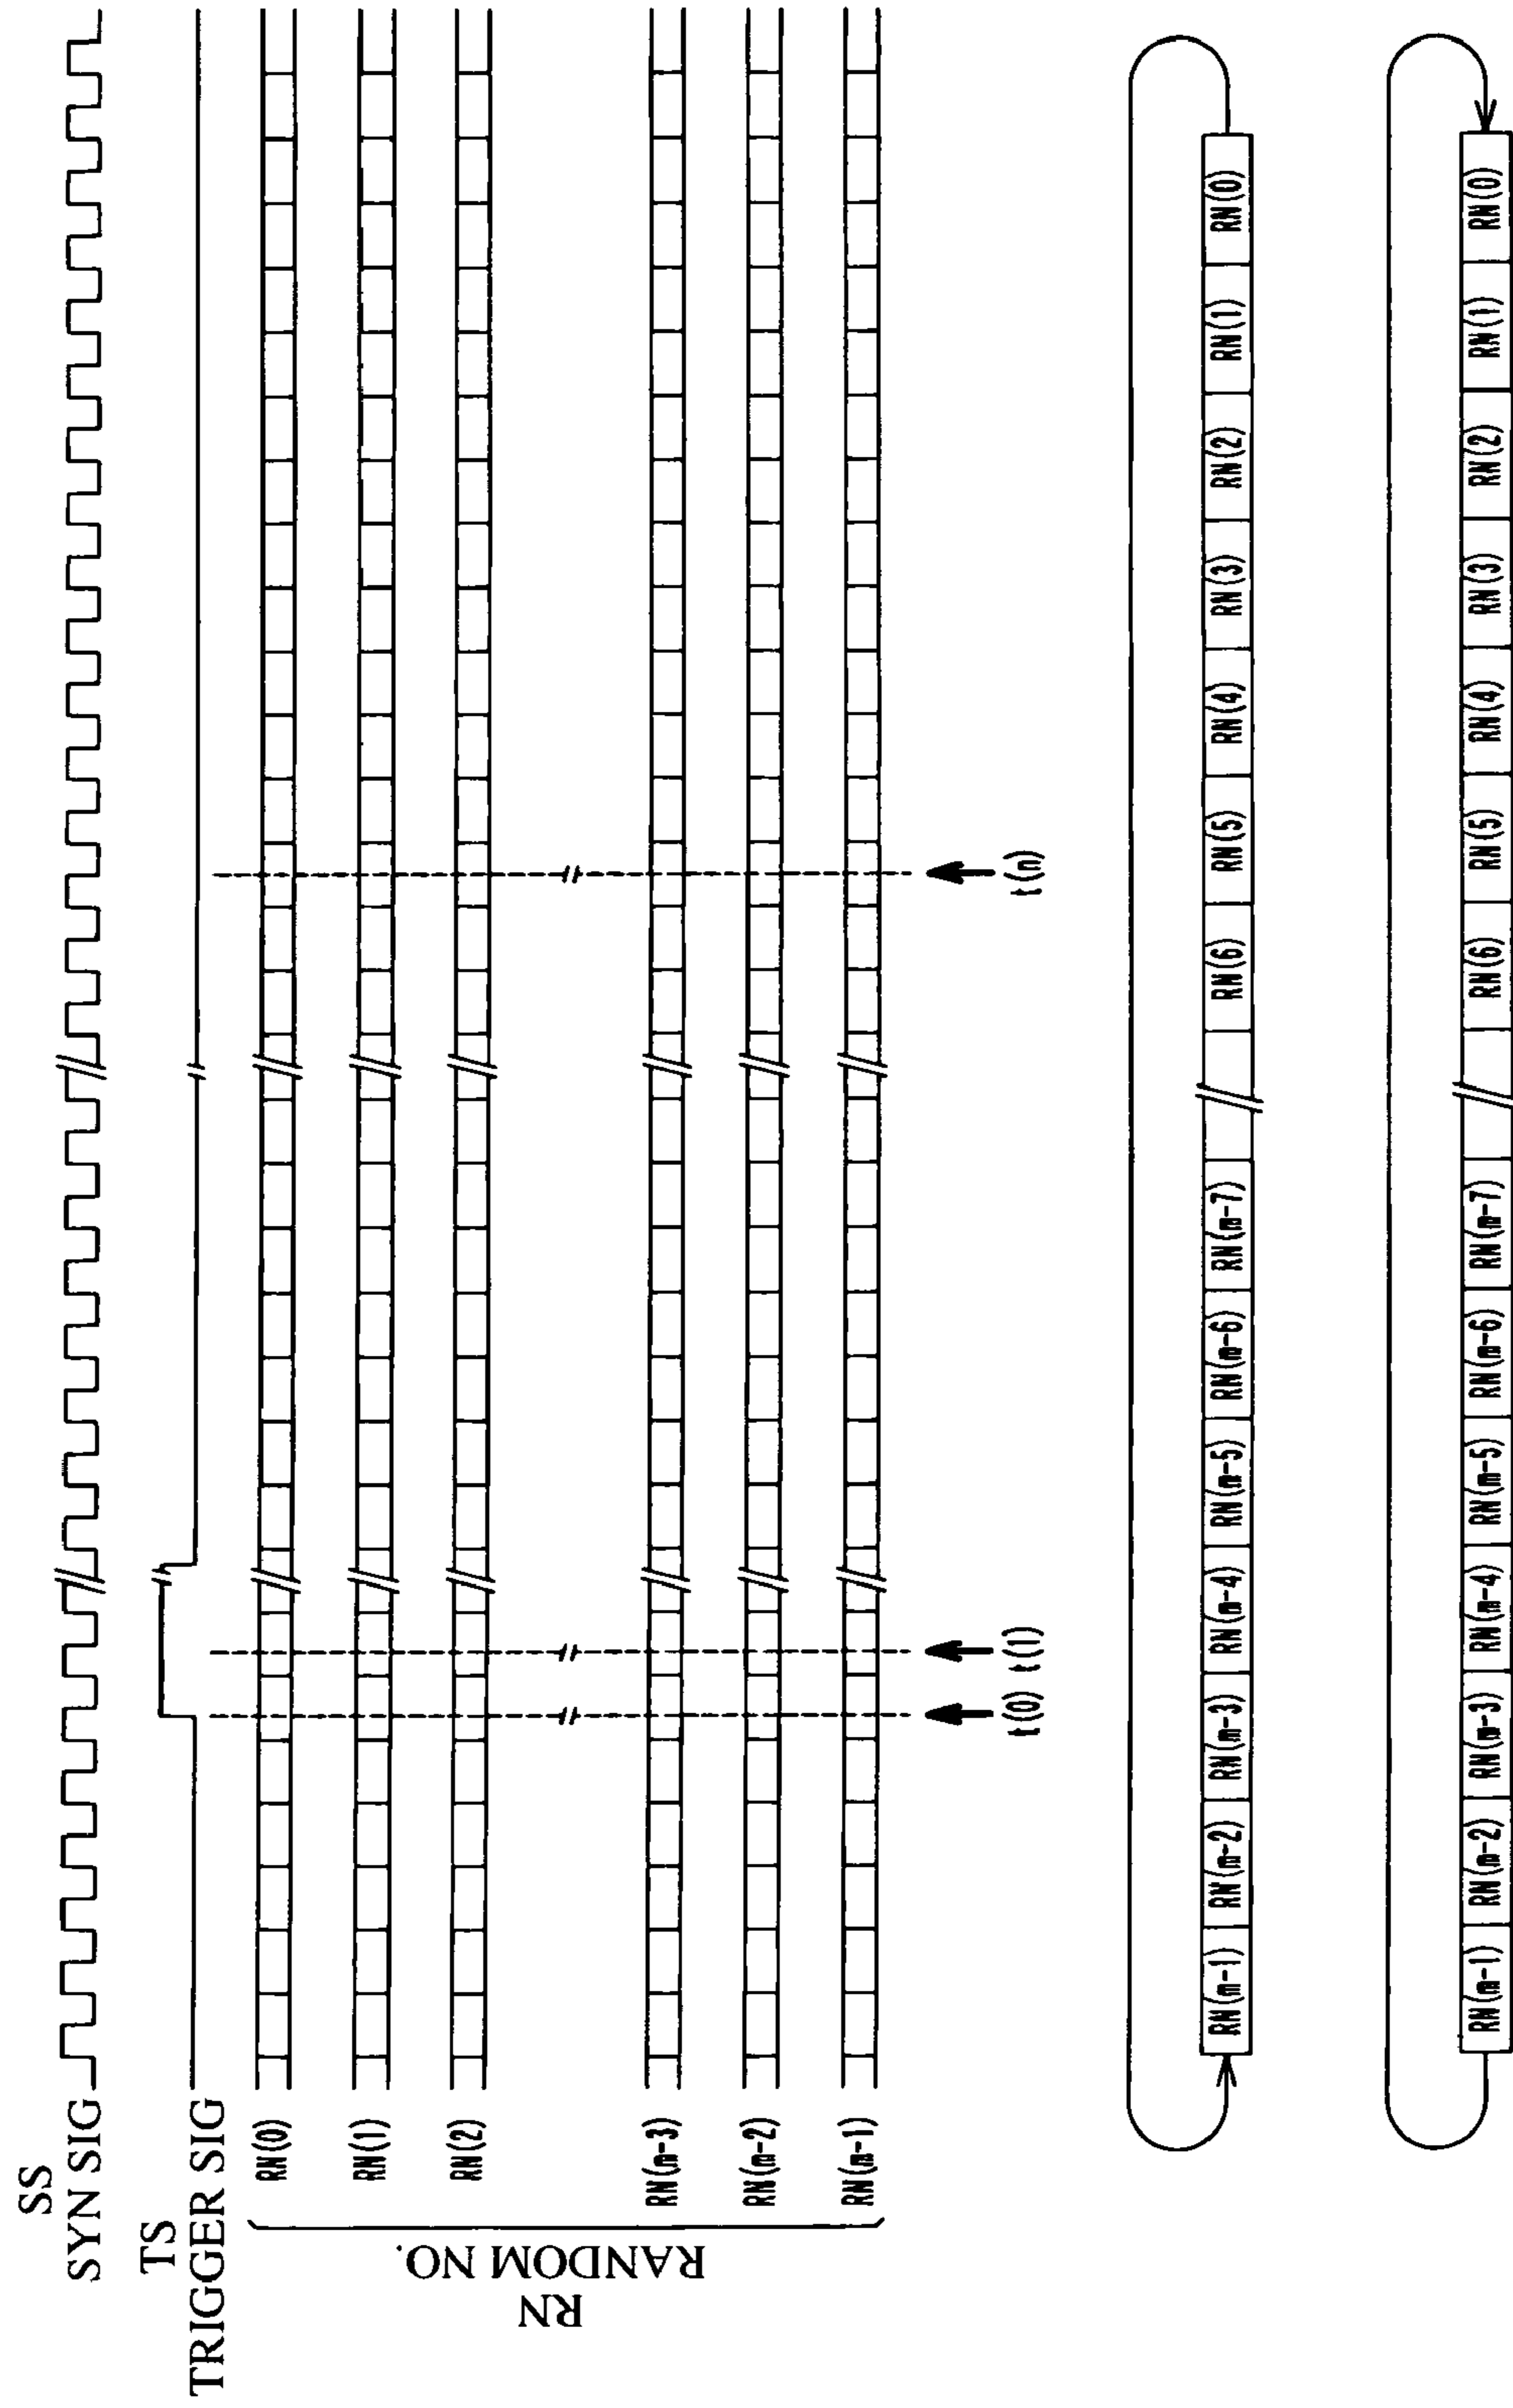 SS
SYN SIG
TS
TRIGGER SIG
RN
RANDOM NO.
RN(0)
RN(1)
RN(2)
RN(m-3)
RN(m-2)
RN(m-1)
t(0) t(1) t(n)
RN(m-1) RN(m-2) RN(m-3) RN(m-4) RN(m-5) RN(m-6) RN(m-7) RN(6) RN(5) RN(4) RN(3) RN(2) RN(1) RN(0)
RN(m-1) RN(m-2) RN(m-3) RN(m-4) RN(m-5) RN(m-6) RN(m-7) RN(6) RN(5) RN(4) RN(3) RN(2) RN(1) RN(0)